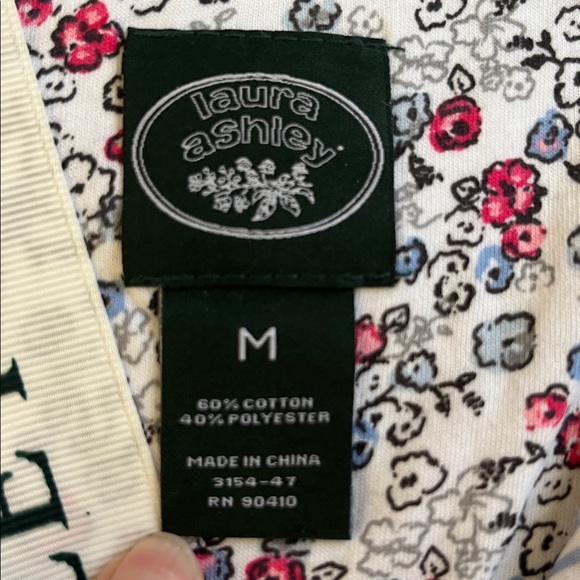 laura
ashley
M
60% COTTON
40% POLYESTER
MADE IN CHINA
3154-47
RN 90410